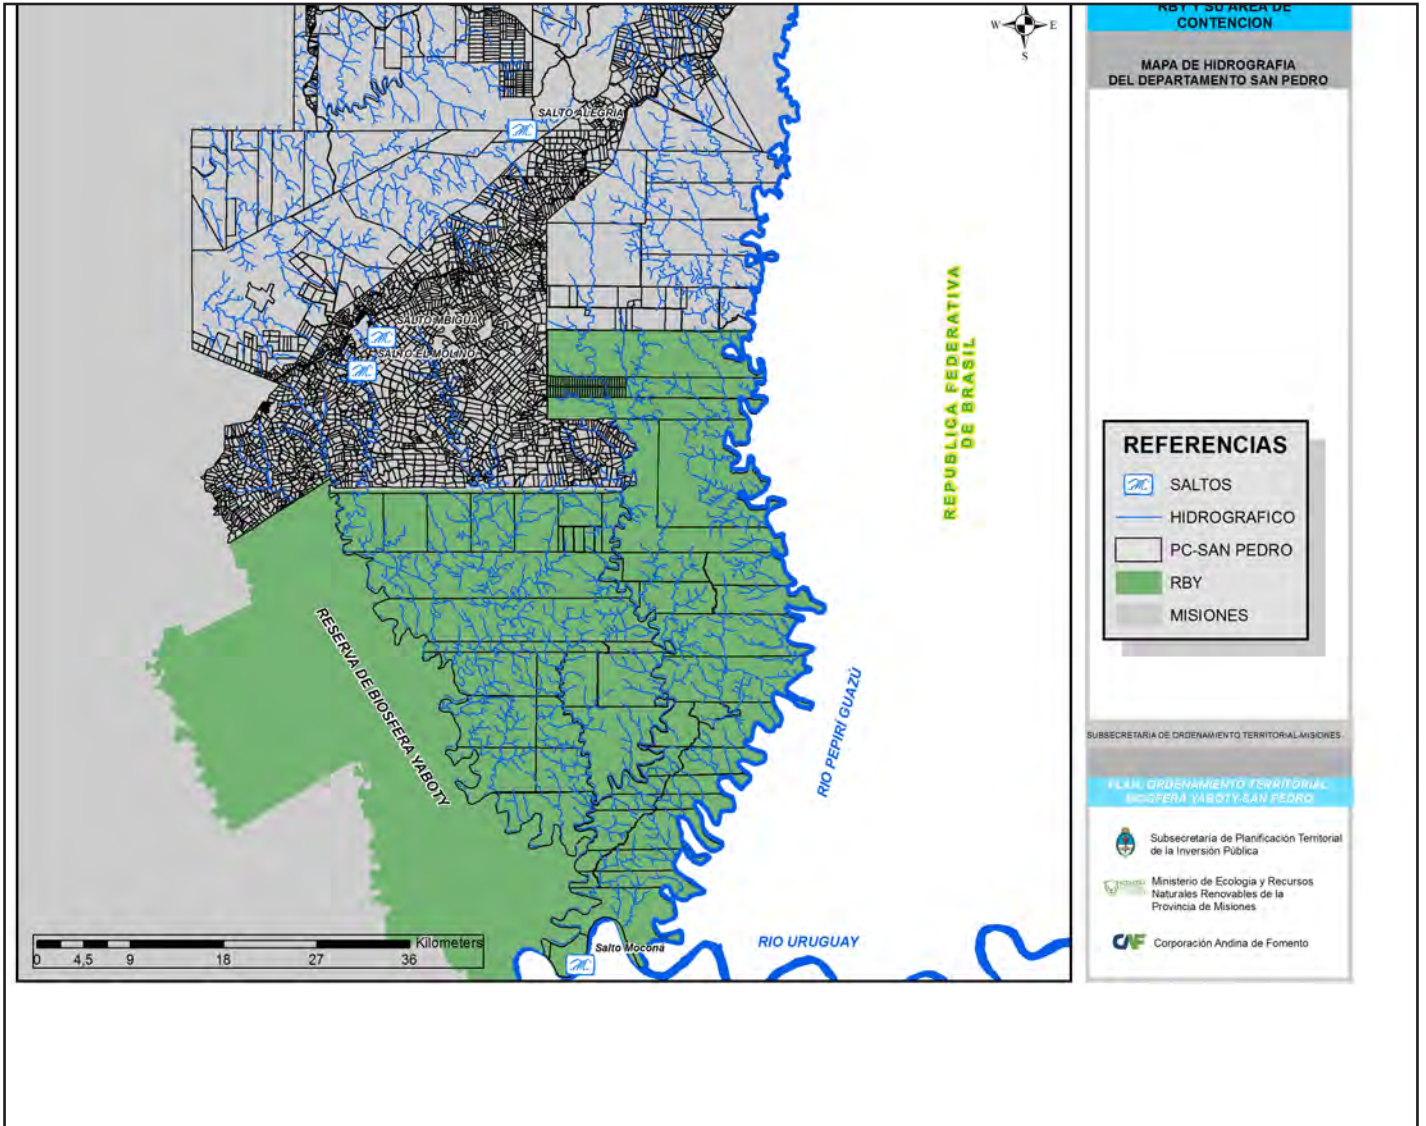 RBY Y SU AREA DE
CONTENCION
MAPA DE HIDROGRAFIA
DEL DEPARTAMENTO SAN PEDRO
W
E
S
SALTO ALEGRIA
SALTO MBIGUA
SALTO EL MOLINO
REPUBLICA FEDERATIVA
DE BRASIL
RESERVA DE BIOSFERA YABOTY
RIO PEPIRÍ GUAZÚ
RIO URUGUAY
Salto Moconá
Kilometers
0 4,5 9 18 27 36
REFERENCIAS
SALTOS
HIDROGRAFICO
PC-SAN PEDRO
RBY
MISIONES
SUBSECRETARIA DE ORDENAMIENTO TERRITORIAL-MISIONES
PLAN. ORDENAMIENTO TERRITORIAL
BIOSFERA YABOTY-SAN PEDRO
Subsecretaría de Planificación Territorial
de la Inversión Pública
Ministerio de Ecología y Recursos
Naturales Renovables de la
Provincia de Misiones
CAF
Corporación Andina de Fomento